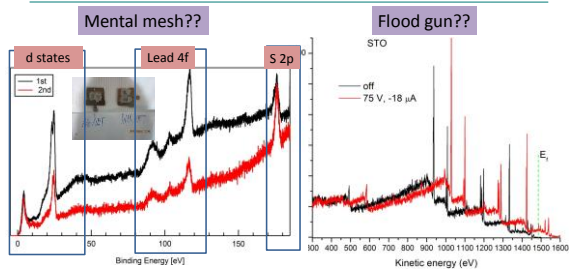 Mental mesh??
Flood gun??
d states
Lead 4f
S 2p
1st
2nd
0
50
100
150
Binding Energy [eV]
STO
off
75 V, -18 μA
300 400 500 600 700 800 900 1000 1100 1200 1300 1400 1500 1600
Kinetic energy (eV)